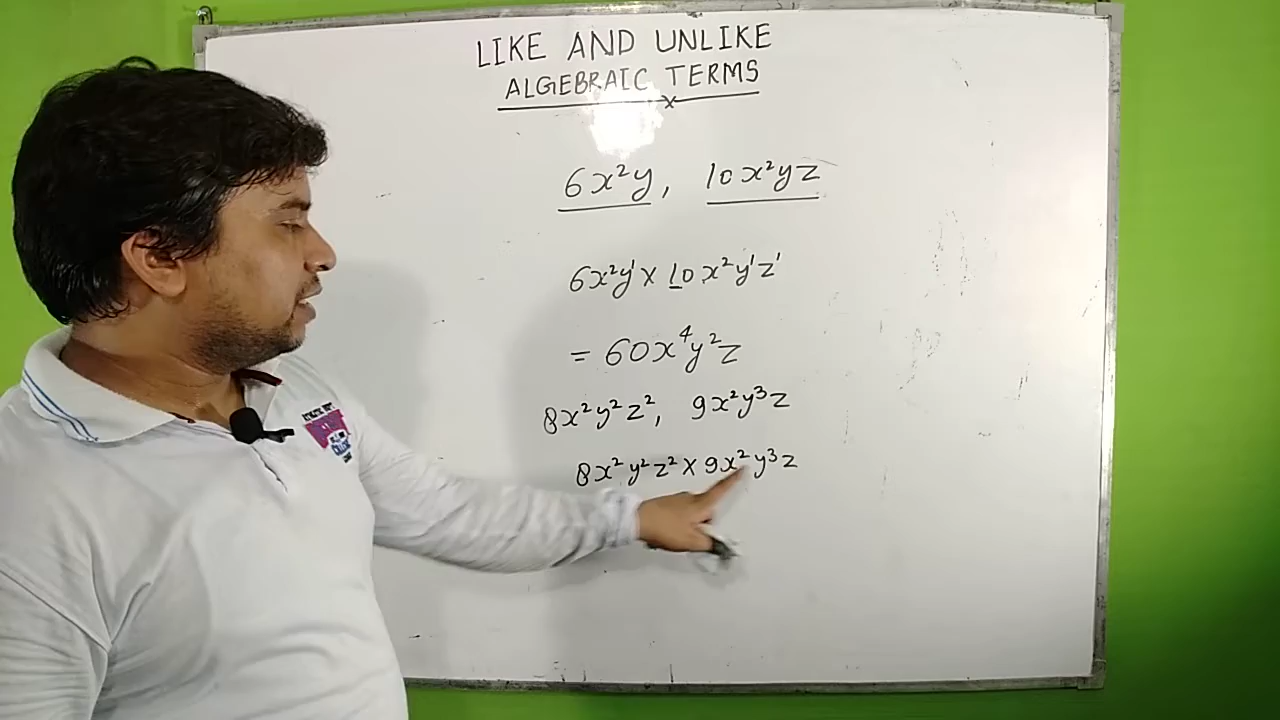 LIKE AND UNLIKE
ALGEBRAIC TERMS
6x²y, 10x²yz
6x²y¹ x 10x²y¹z¹
= 60x⁴y²z
8x²y²z², 9x²y³z
8x²y²z² x 9x²y³z